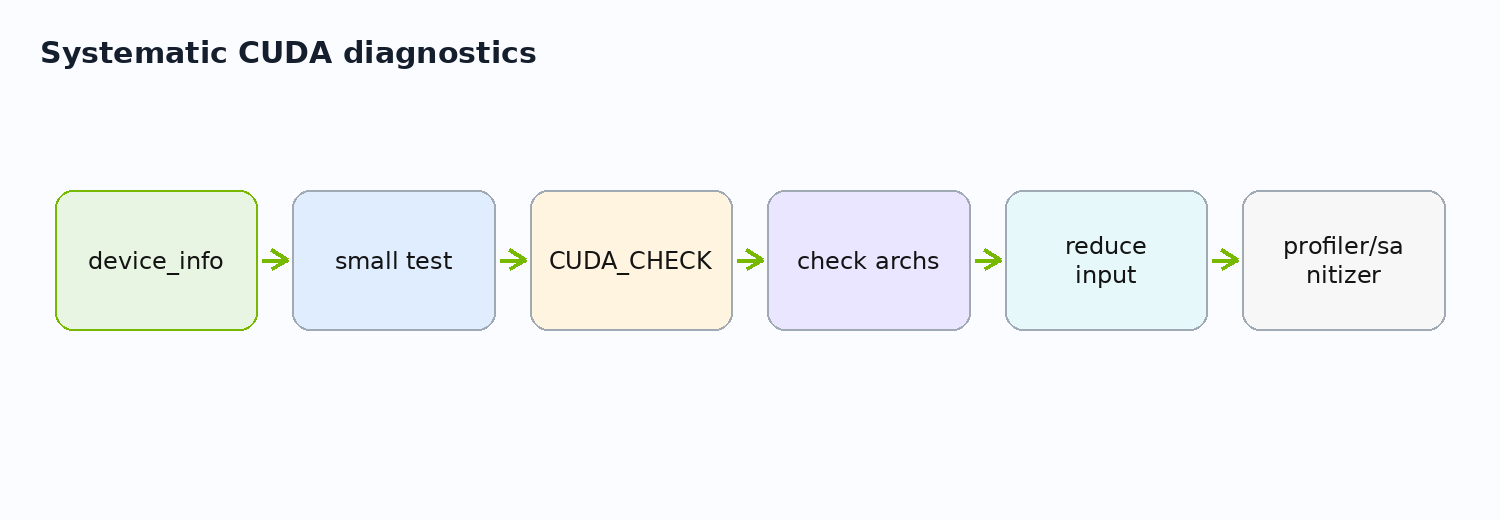 Systematic CUDA diagnostics
device_info
small test
CUDA_CHECK
check archs
reduce
input
profiler/sa
nitizer